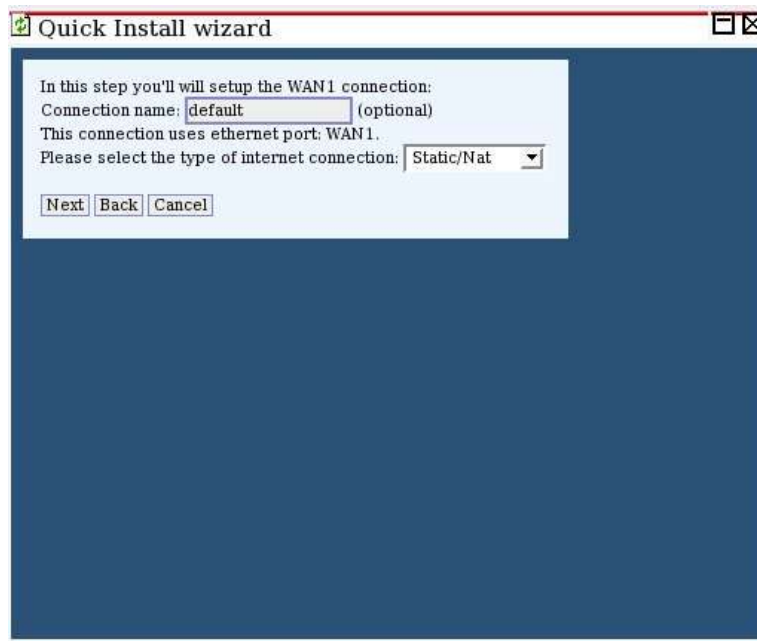 Quick Install wizard
In this step you'll will setup the WAN1 connection:
Connection name: default (optional)
This connection uses ethernet port: WAN1.
Please select the type of internet connection: Static/Nat
Next Back Cancel